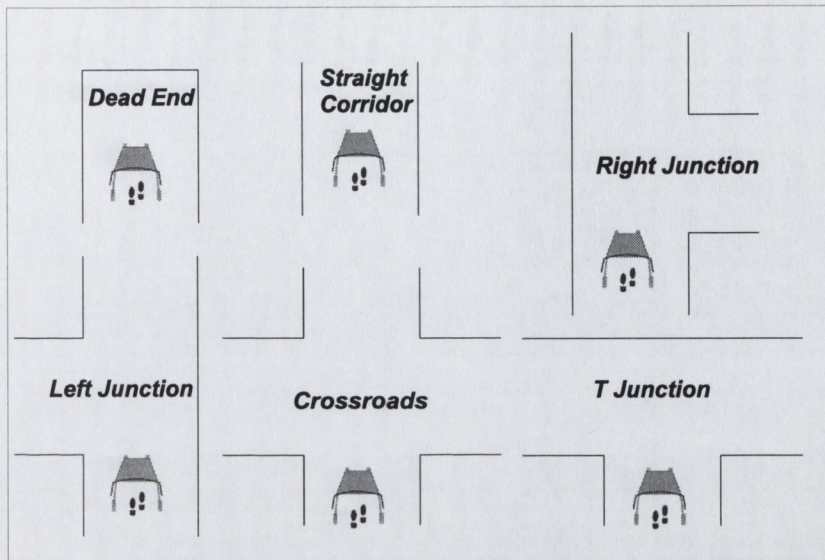 Dead End
Straight
Corridor
Right Junction
Left Junction
Crossroads
T Junction